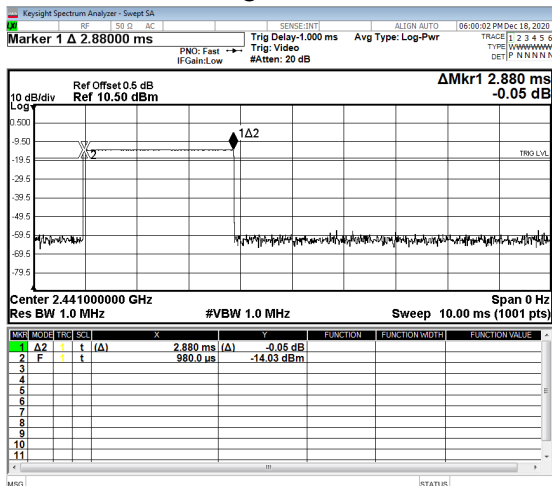 Keysight Spectrum Analyzer - Swept SA
LXI RF 50 Ω AC SENSE:INT ALIGN AUTO 06:00:02 PM Dec 18, 2020
Marker 1 Δ 2.88000 ms
Trig Delay-1.000 ms Avg Type: Log-Pwr TRACE 1 2 3 4 5 6
PNO: Fast Trig: Video TYPE WWWWWW
IFGain:Low #Atten: 20 dB DET P N N N N N
ΔMkr1 2.880 ms
-0.05 dB
Ref Offset 0.5 dB
10 dB/div Ref 10.50 dBm
Log
0.500
1Δ2
-9.50
2
TRIG LVL
-19.5
-29.5
-39.5
-49.5
-59.5
-69.5
-79.5
Center 2.441000000 GHz Span 0 Hz
Res BW 1.0 MHz #VBW 1.0 MHz Sweep 10.00 ms (1001 pts)
MKR MODE TRC SCL X Y FUNCTION FUNCTION WIDTH FUNCTION VALUE
1 Δ2 1 t (Δ) 2.880 ms (Δ) -0.05 dB
2 F 1 t 980.0 µs -14.03 dBm
3
4
5
6
7
8
9
10
11
MSG STATUS